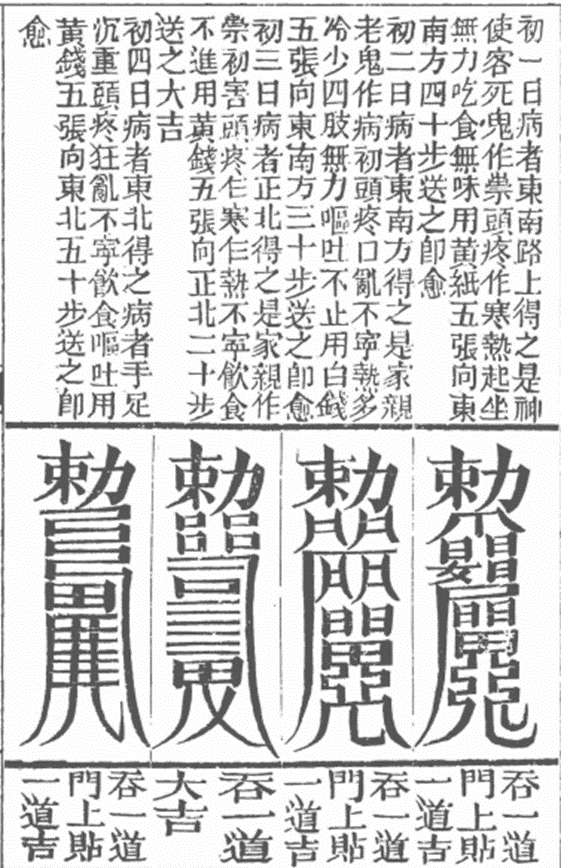 初一日病者東南路上得之是神
使客死鬼作祟頭疼作寒熱起坐
無力吃食無味用黃紙五張向東
南方四十步送之卽愈
初二日病者東南方得之是家親
老鬼作病初頭疼口亂不寧熱多
冷少四肢無力嘔吐不止用白錢
五張向東南方三十步送之卽愈
初三日病者正北得之是家親作
祟初害頭疼乍寒乍熱不寧飲食
不進用黃錢五張向正北二十步
送之大吉
初四日病者東北得之病者手足
沉重頭疼狂亂不寧飲食嘔吐用
黃錢五張向東北五十步送之卽
愈
勅
勅
勅
勅
吞一道
門上貼
一道吉
吞一道
門上貼
一道吉
吞一道
大吉
吞一道
門上貼
一道吉